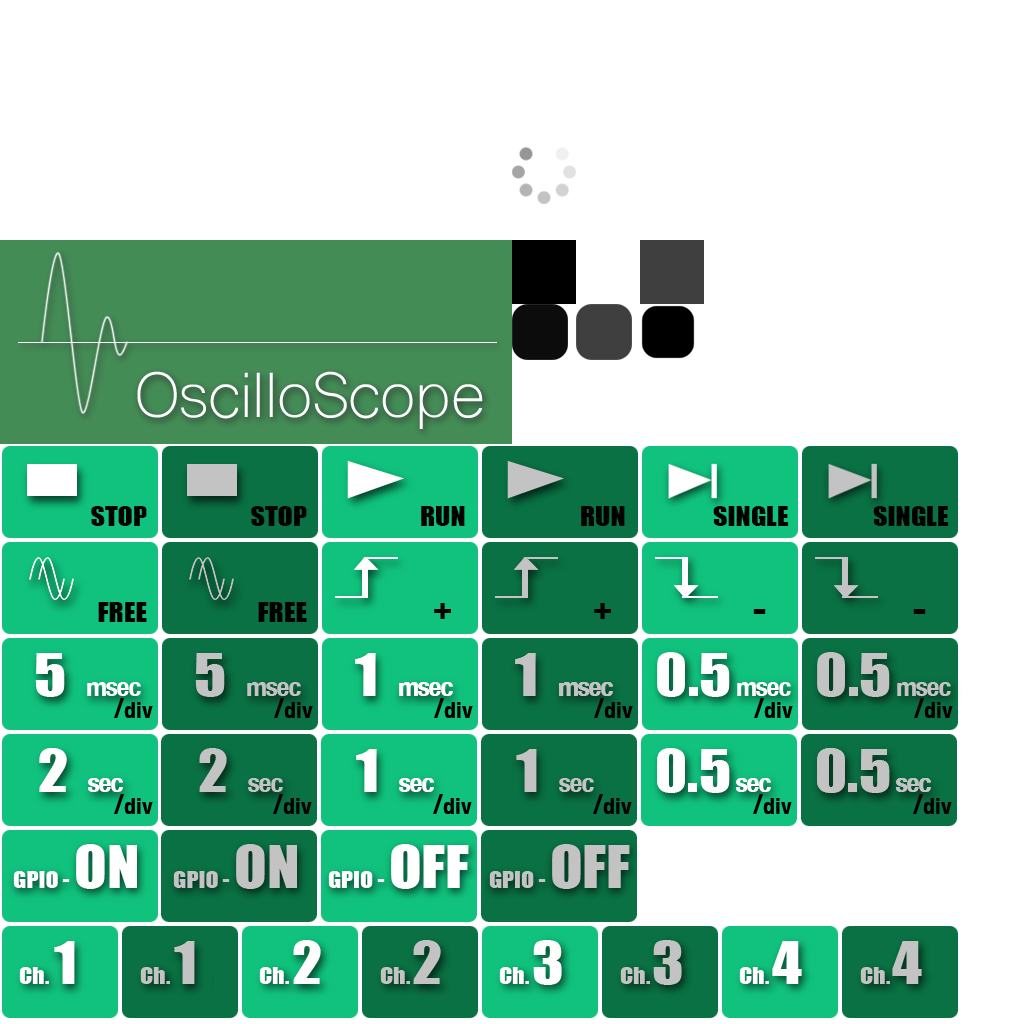 OscilloScope
STOP STOP RUN RUN SINGLE SINGLE
FREE FREE + + - -
5 msec /div 5 msec /div 1 msec /div 1 msec /div 0.5 msec /div 0.5 msec /div
2 sec /div 2 sec /div 1 sec /div 1 sec /div 0.5 sec /div 0.5 sec /div
GPIO - ON GPIO - ON GPIO - OFF GPIO - OFF
Ch. 1 Ch. 1 Ch. 2 Ch. 2 Ch. 3 Ch. 3 Ch. 4 Ch. 4